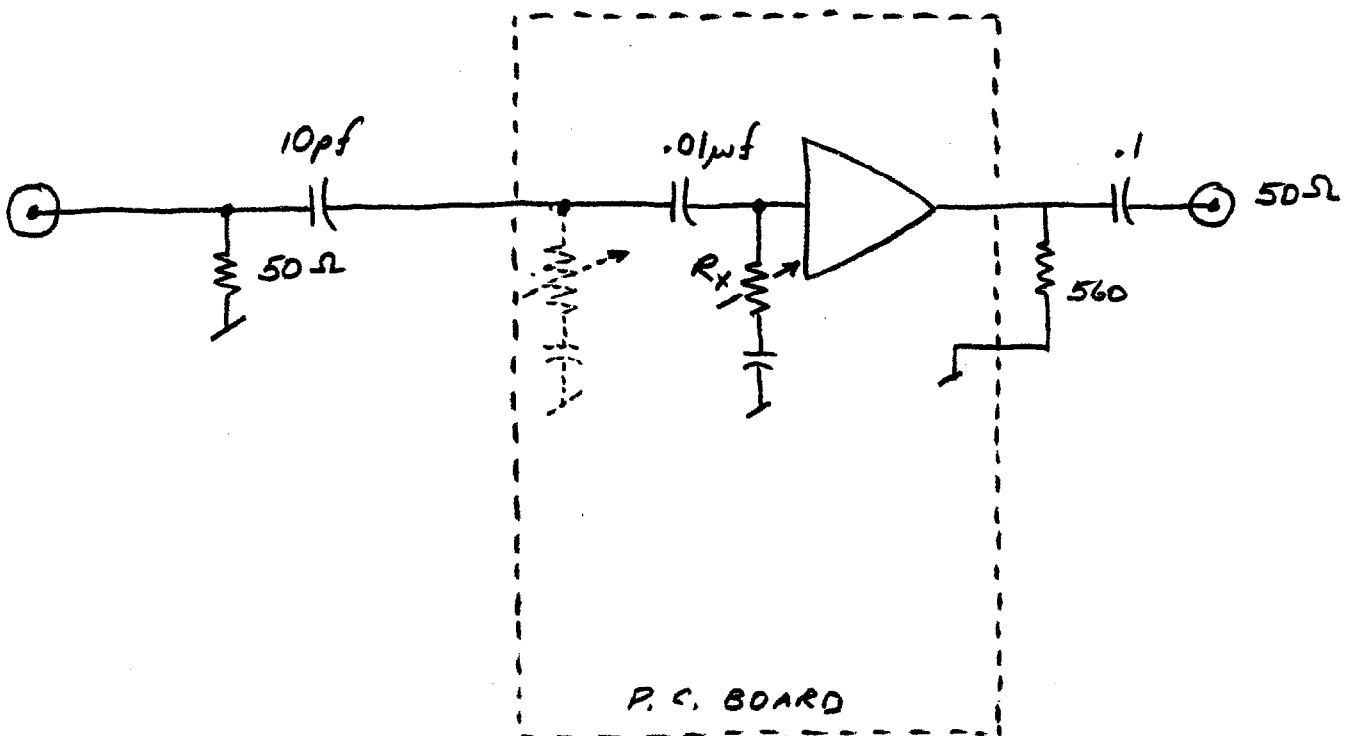 10pf
.01µf
.1
50Ω
50Ω
Rx
560
P. C. BOARD